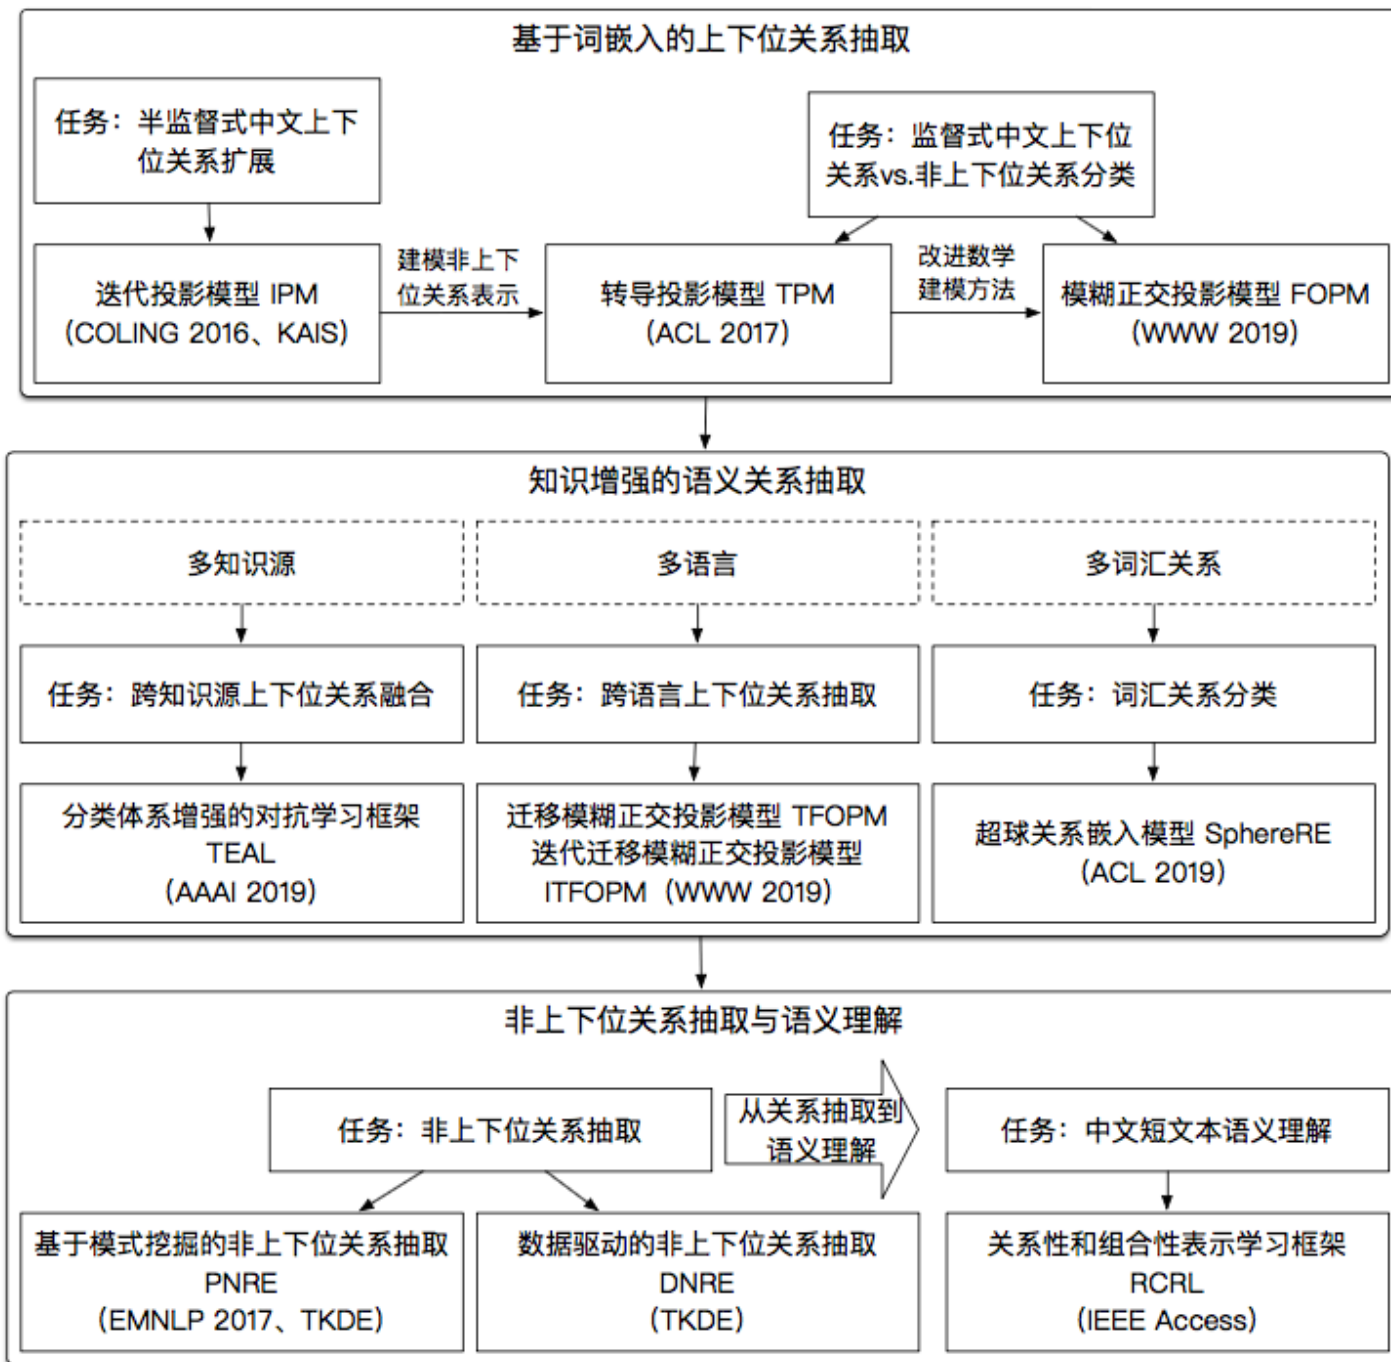 基于词嵌入的上下位关系抽取
任务：半监督式中文上下
位关系扩展
任务：监督式中文上下位
关系vs.非上下位关系分类
迭代投影模型 IPM
（COLING 2016、KAIS）
建模非上下
位关系表示
转导投影模型 TPM
（ACL 2017）
改进数学
建模方法
模糊正交投影模型 FOPM
（WWW 2019）
知识增强的语义关系抽取
多知识源
多语言
多词汇关系
任务：跨知识源上下位关系融合
任务：跨语言上下位关系抽取
任务：词汇关系分类
分类体系增强的对抗学习框架
TEAL
（AAAI 2019）
迁移模糊正交投影模型 TFOPM
迭代迁移模糊正交投影模型
ITFOPM（WWW 2019）
超球关系嵌入模型 SphereRE
（ACL 2019）
非上下位关系抽取与语义理解
任务：非上下位关系抽取
从关系抽取到
语义理解
任务：中文短文本语义理解
基于模式挖掘的非上下位关系抽取
PNRE
（EMNLP 2017、TKDE）
数据驱动的非上下位关系抽取
DNRE
（TKDE）
关系性和组合性表示学习框架
RCRL
（IEEE Access）